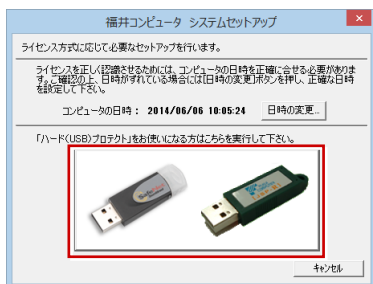 福井コンピュータ システムセットアップ
ライセンス方式に応じて必要なセットアップを行います。
ライセンスを正しく認識させるためには、コンピュータの日時を正確に合せる必要がありま
す。ご確認の上、日時がずれている場合には[日時の変更]ボタンを押し、正確な日時
を設定して下さい。
コンピュータの日時： 2014/06/06 10:05:24
日時の変更...
「ハード(USB)プロテクト」をお使いになる方はこちらを実行して下さい。
キャンセル